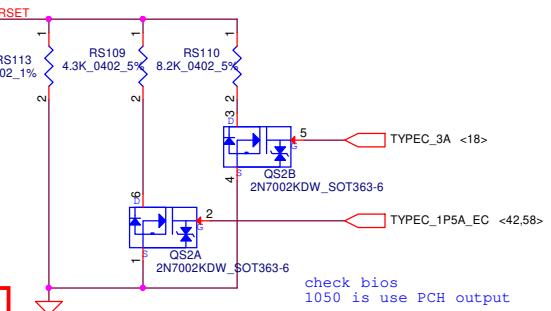 RSET
1 1 1
RS113 RS109 RS110
02_1% 4.3K_0402_5% 8.2K_0402_5%
2 2 2
3
D
5 TYPEC_3A <18>
G
S
4 QS2B
2N7002KDW_SOT363-6
6
D
2 TYPEC_1P5A_EC <42,58>
G
S
1 QS2A
2N7002KDW_SOT363-6
check bios
1050 is use PCH output